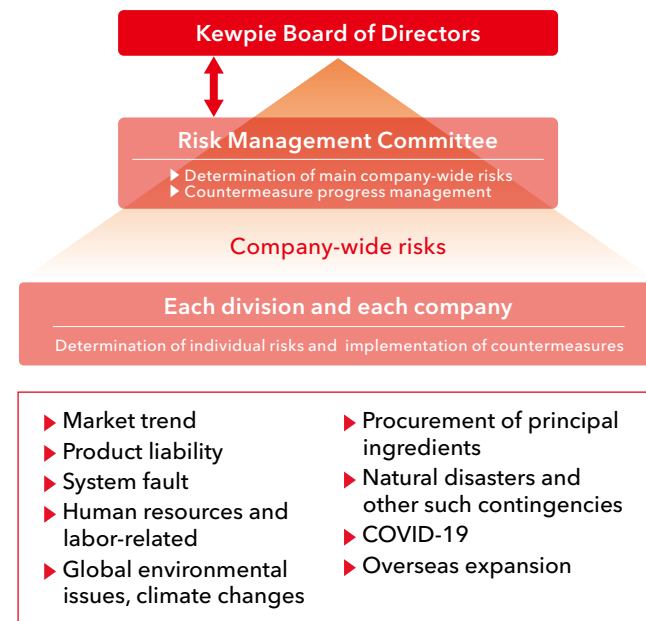 Kewpie Board of Directors
Risk Management Committee
Determination of main company-wide risks
Countermeasure progress management
Company-wide risks
Each division and each company
Determination of individual risks and implementation of countermeasures
Market trend
Product liability
System fault
Human resources and
labor-related
Global environmental
issues, climate changes
Procurement of principal
ingredients
Natural disasters and
other such contingencies
COVID-19
Overseas expansion